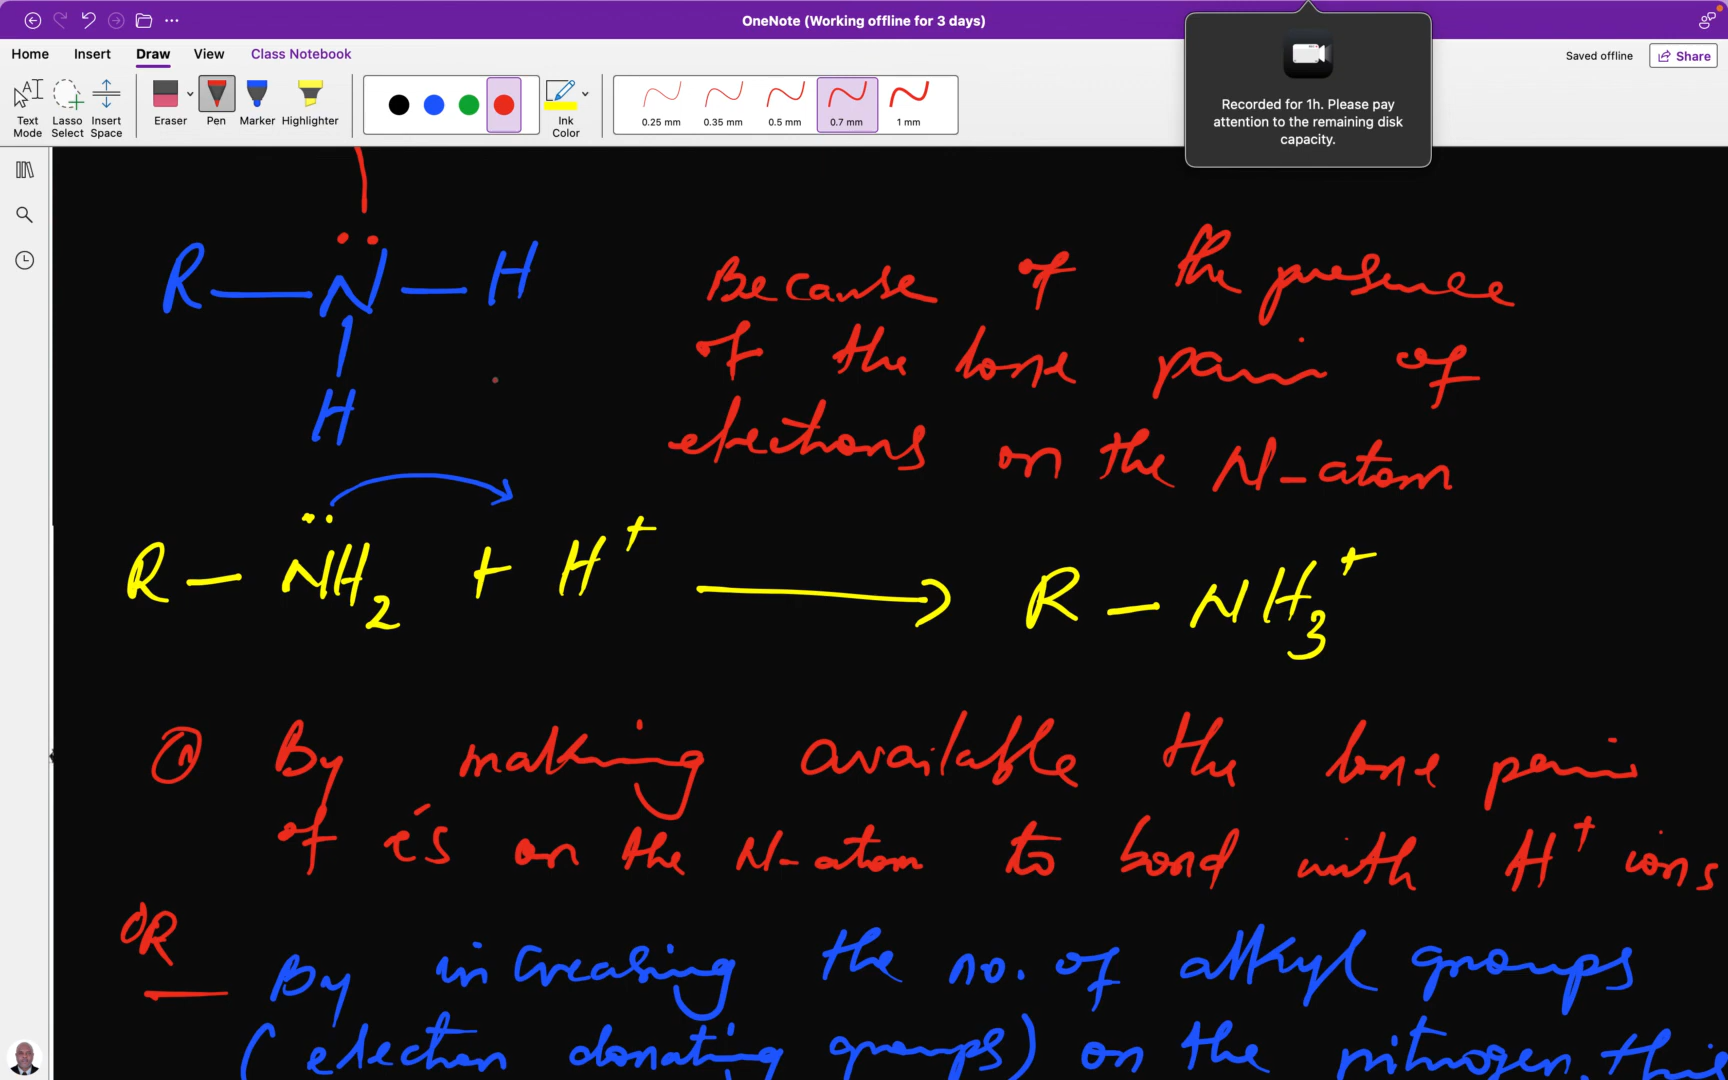 OneNote (Working offline for 3 days)
Home Insert Draw View Class Notebook
Saved offline Share
Text Mode
Lasso Select
Insert Space
Eraser
Pen
Marker
Highlighter
Ink Color
0.25 mm 0.35 mm 0.5 mm 0.7 mm 1 mm
Recorded for 1h. Please pay
attention to the remaining disk
capacity.
R — N — H
H
Because of the presence
of the lone pair of
electrons on the N-atom
R — NH₂ + H⁺ → R — NH₃⁺
① By making available the lone pair
of e's on the N-atom to bond with H⁺ ions
OR
By increasing the no. of alkyl groups
(electron donating groups) on the nitrogen, this